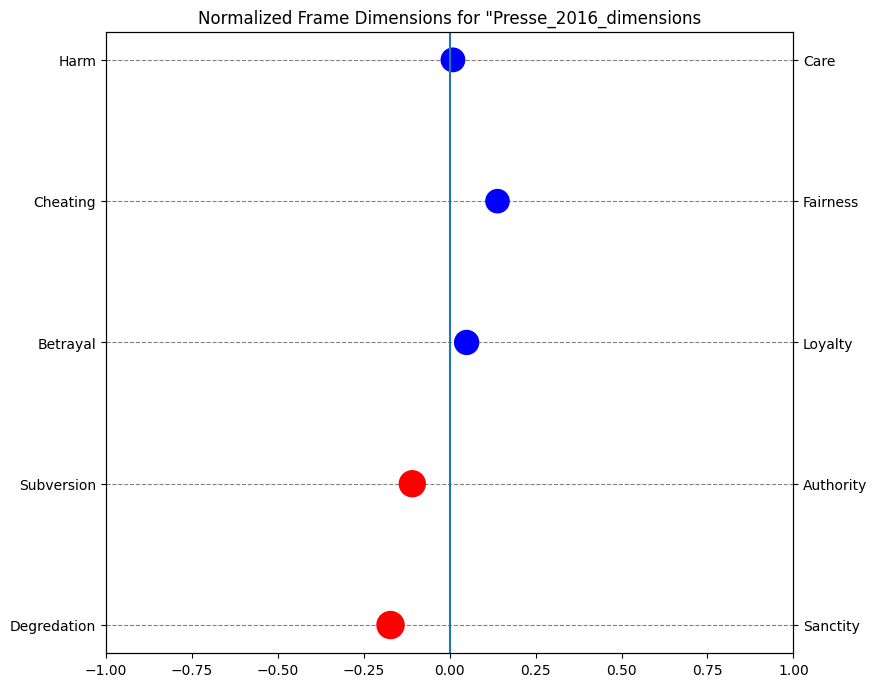 Normalized Frame Dimensions for "Presse_2016_dimensions
Harm Care
Cheating Fairness
Betrayal Loyalty
Subversion Authority
Degredation Sanctity
−1.00 −0.75 −0.50 −0.25 0.00 0.25 0.50 0.75 1.00